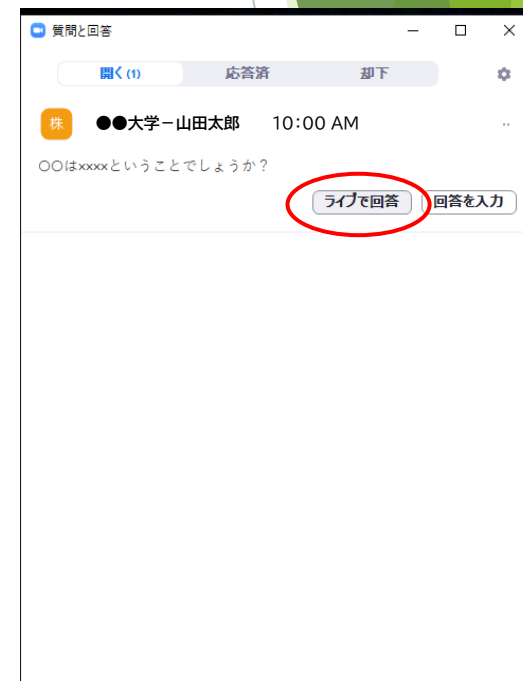 質問と回答
開く (1) 応答済 却下
株 ●●大学－山田太郎 10:00 AM
〇〇はxxxxということでしょうか？
ライブで回答 回答を入力